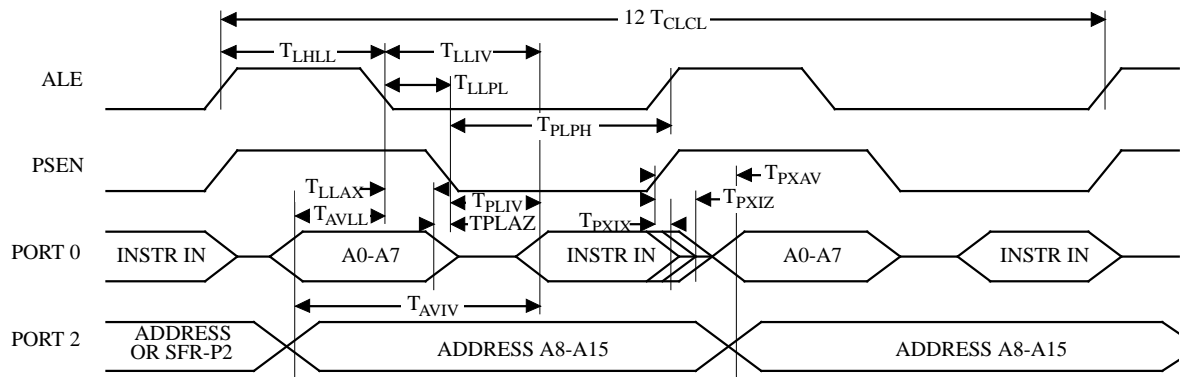 12 TCLCL
TLHLL TLLIV
ALE
TLLPL
TPLPH
PSEN
TPXAV
TLLAX TPLIV TPXIZ
TAVLL TPLAZ TPXIX
PORT 0 INSTR IN A0-A7 INSTR IN A0-A7 INSTR IN
TAVIV
PORT 2 ADDRESS
OR SFR-P2 ADDRESS A8-A15 ADDRESS A8-A15